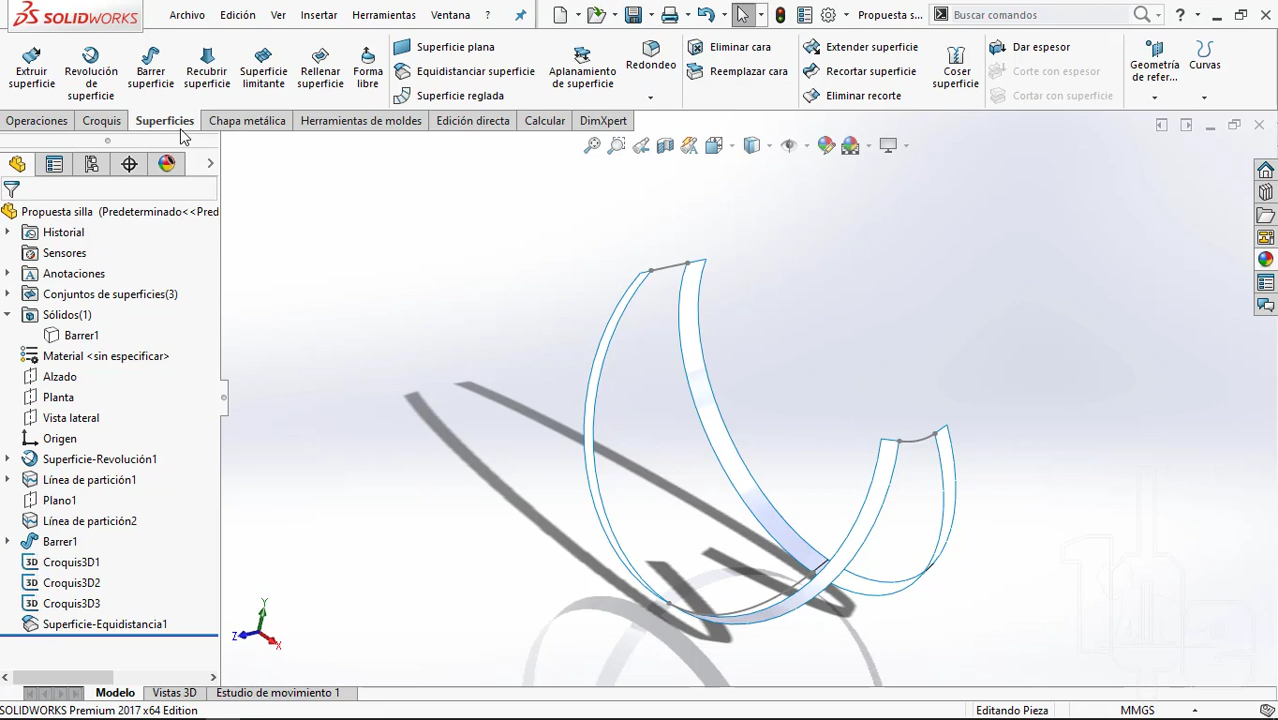 SOLIDWORKS
Archivo Edición Ver Insertar Herramientas Ventana ?
Propuesta s... Buscar comandos ?
Extruir superficie
Revolución de superficie
Barrer superficie
Recubrir superficie
Superficie limitante
Rellenar superficie
Forma libre
Superficie plana
Equidistanciar superficie
Superficie reglada
Aplanamiento de superficie
Redondeo
Eliminar cara
Reemplazar cara
Extender superficie
Recortar superficie
Eliminar recorte
Coser superficie
Dar espesor
Corte con espesor
Cortar con superficie
Geometría de refer...
Curvas
Operaciones Croquis Superficies Chapa metálica Herramientas de moldes Edición directa Calcular DimXpert
Propuesta silla (Predeterminado<<Pred
Historial
Sensores
Anotaciones
Conjuntos de superficies(3)
Sólidos(1)
Barrer1
Material <sin especificar>
Alzado
Planta
Vista lateral
Origen
Superficie-Revolución1
Línea de partición1
Plano1
Línea de partición2
Barrer1
3D Croquis3D1
3D Croquis3D2
3D Croquis3D3
Superficie-Equidistancia1
Y
Z
X
Modelo Vistas 3D Estudio de movimiento 1
SOLIDWORKS Premium 2017 x64 Edition Editando Pieza MMGS